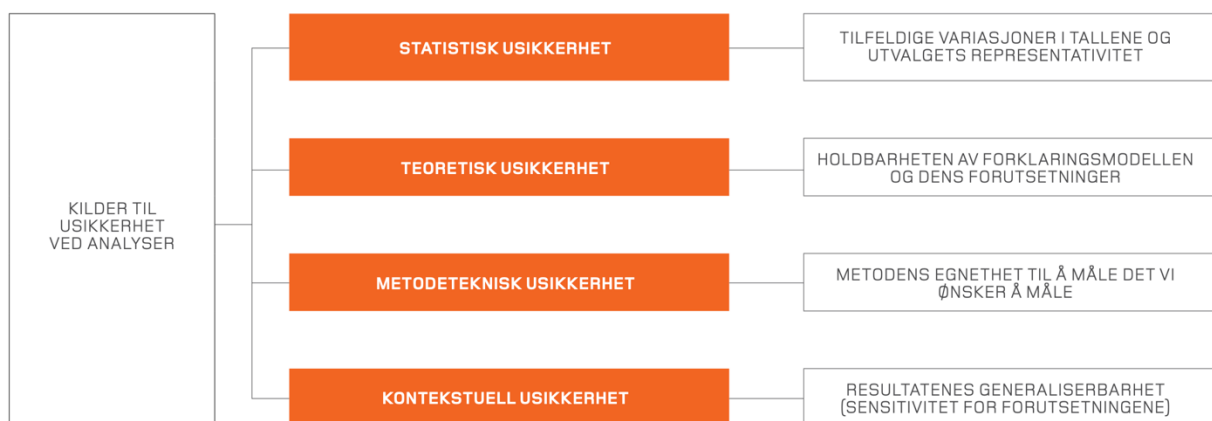 KILDER TIL
USIKKERHET
VED ANALYSER
STATISTISK USIKKERHET
TILFELDIGE VARIASJONER I TALLENE OG
UTVALGETS REPRESENTATIVITET
TEORETISK USIKKERHET
HOLDBARHETEN AV FORKLARINGSMODELLEN
OG DENS FORUTSETNINGER
METODETEKNISK USIKKERHET
METODENS EGNETHET TIL Å MÅLE DET VI
ØNSKER Å MÅLE
KONTEKSTUELL USIKKERHET
RESULTATENES GENERALISERBARHET
(SENSITIVITET FOR FORUTSETNINGENE)